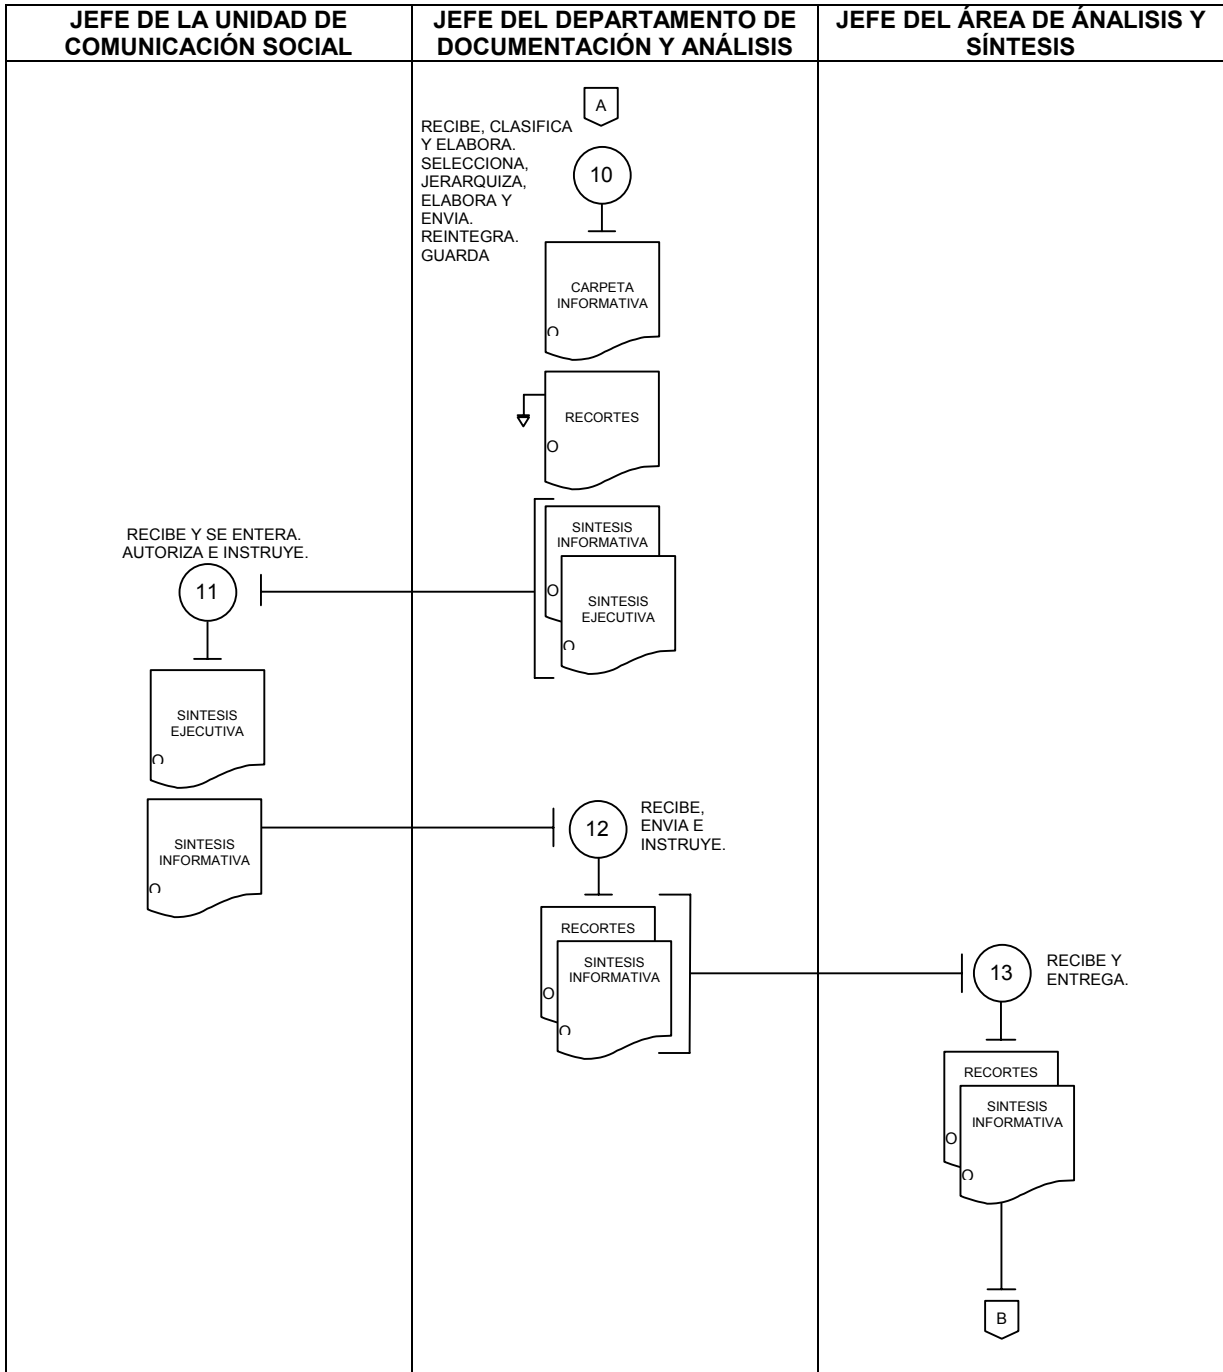 JEFE DE LA UNIDAD DE
COMUNICACIÓN SOCIAL
JEFE DEL DEPARTAMENTO DE
DOCUMENTACIÓN Y ANÁLISIS
JEFE DEL ÁREA DE ÁNALISIS Y
SÍNTESIS
A
RECIBE, CLASIFICA
Y ELABORA.
SELECCIONA,
JERARQUIZA,
ELABORA Y
ENVIA.
REINTEGRA.
GUARDA
10
CARPETA
INFORMATIVA
O
RECORTES
O
SINTESIS
INFORMATIVA
O
SINTESIS
EJECUTIVA
O
RECIBE Y SE ENTERA.
AUTORIZA E INSTRUYE.
11
SINTESIS
EJECUTIVA
O
SINTESIS
INFORMATIVA
O
12
RECIBE,
ENVIA E
INSTRUYE.
RECORTES
O
SINTESIS
INFORMATIVA
O
13
RECIBE Y
ENTREGA.
RECORTES
O
SINTESIS
INFORMATIVA
O
B